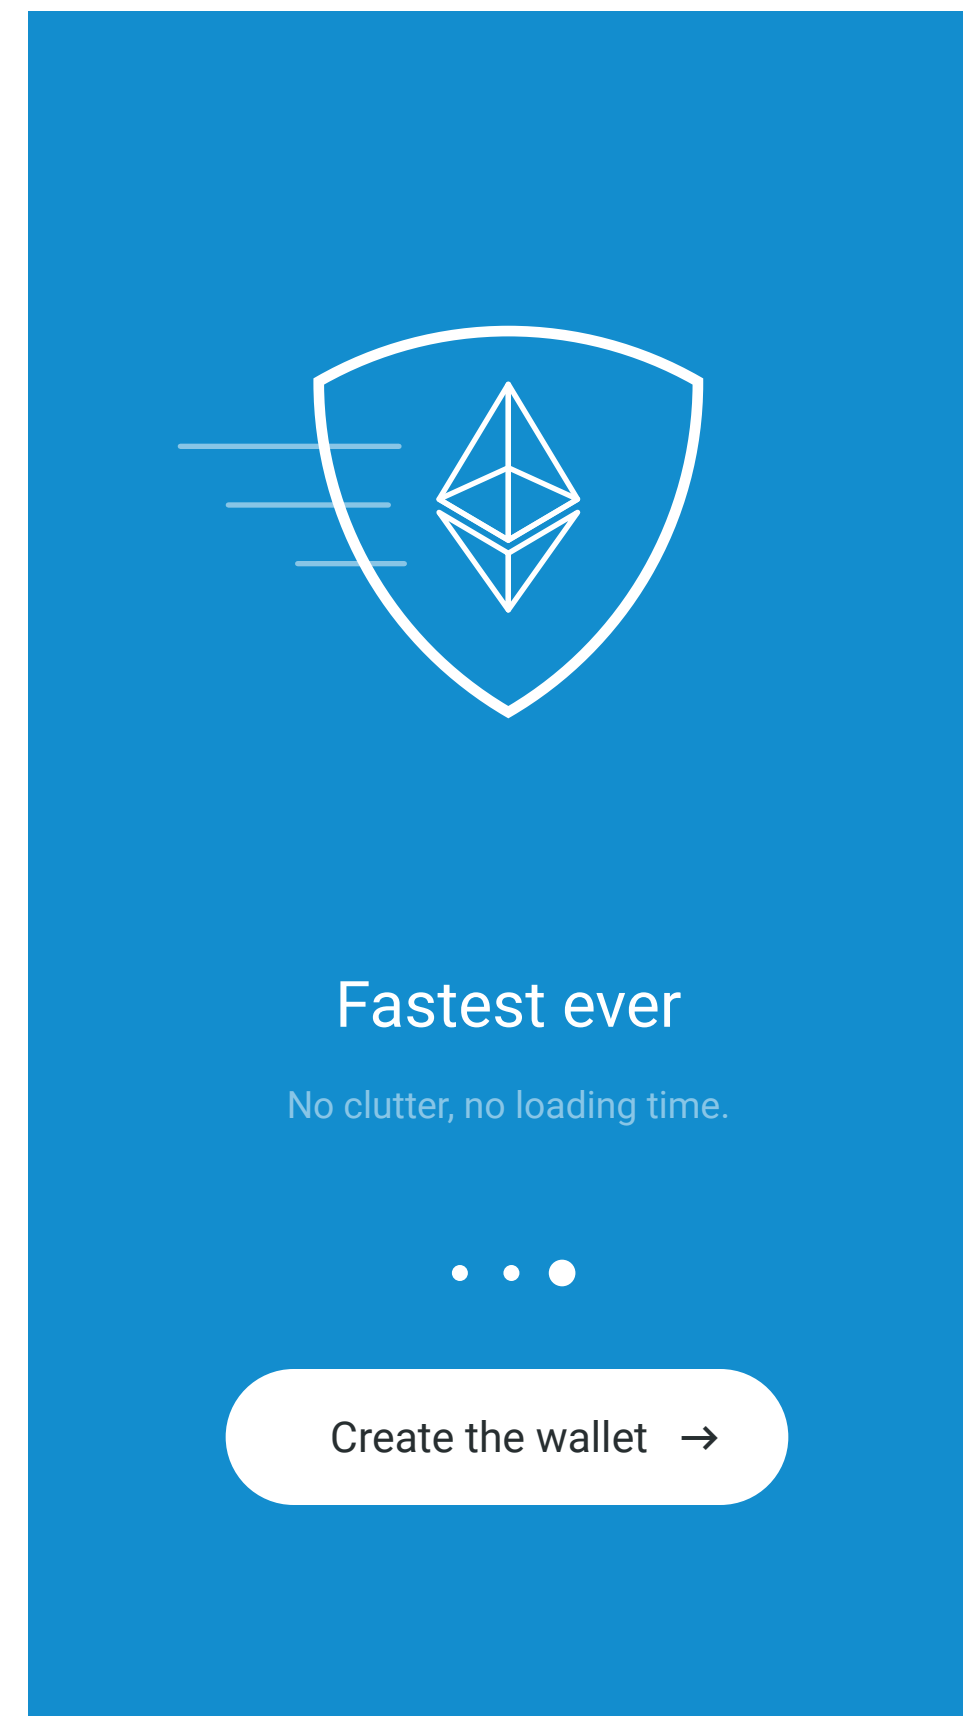 Fastest ever
No clutter, no loading time.
Create the wallet →